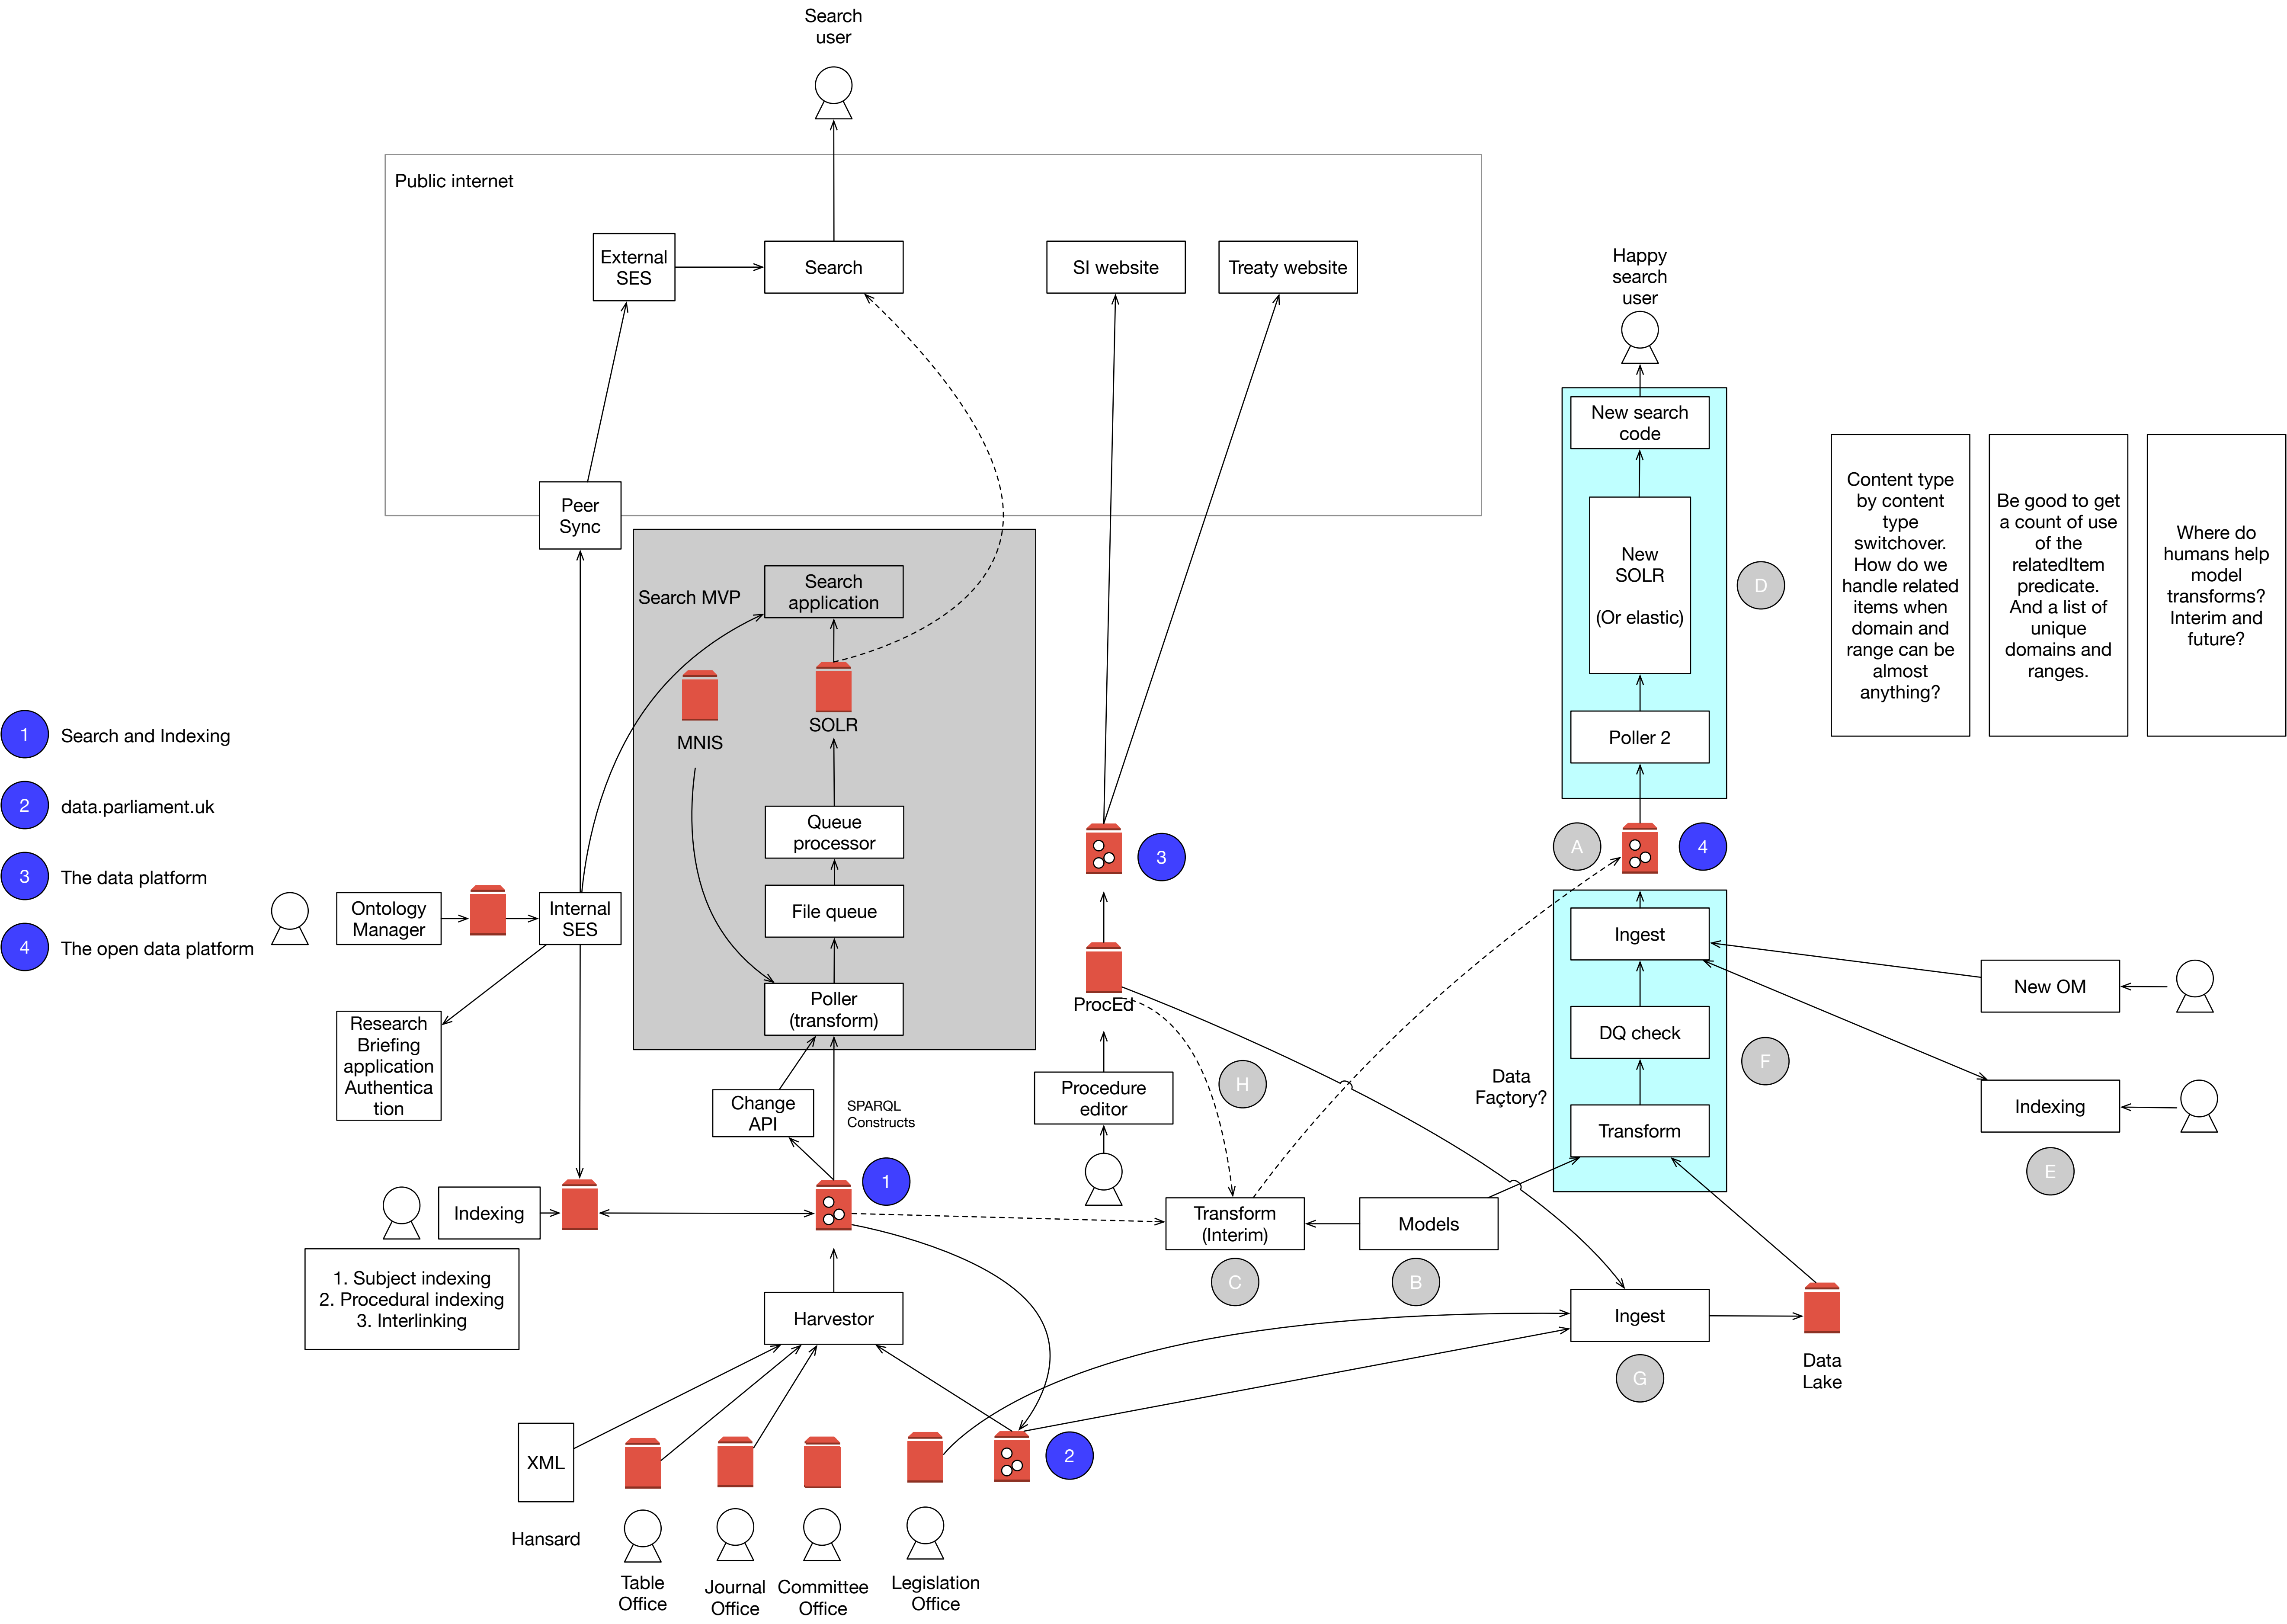 Search
user
Public internet
External
SES
Search
SI website
Treaty website
Happy
search
user
New search
code
Peer
Sync
New
SOLR
(Or elastic)
D
Content type
by content
type
switchover.
How do we
handle related
items when
domain and
range can be
almost
anything?
Be good to get
a count of use
of the
relatedItem
predicate.
And a list of
unique
domains and
ranges.
Where do
humans help
model
transforms?
Interim and
future?
Search MVP
Search
application
MNIS
SOLR
Poller 2
1
Search and Indexing
2
data.parliament.uk
3
The data platform
4
The open data platform
Queue
processor
3
A
4
Ontology
Manager
Internal
SES
File queue
Ingest
New OM
Poller
(transform)
ProcEd
DQ check
F
Research
Briefing
application
Authentica
tion
Change
API
SPARQL
Constructs
Procedure
editor
H
Data
Façtory?
Transform
Indexing
E
1
Indexing
Transform
(Interim)
Models
C
B
1. Subject indexing
2. Procedural indexing
3. Interlinking
Harvestor
Ingest
G
Data
Lake
XML
2
Hansard
Table
Office
Journal
Office
Committee
Office
Legislation
Office